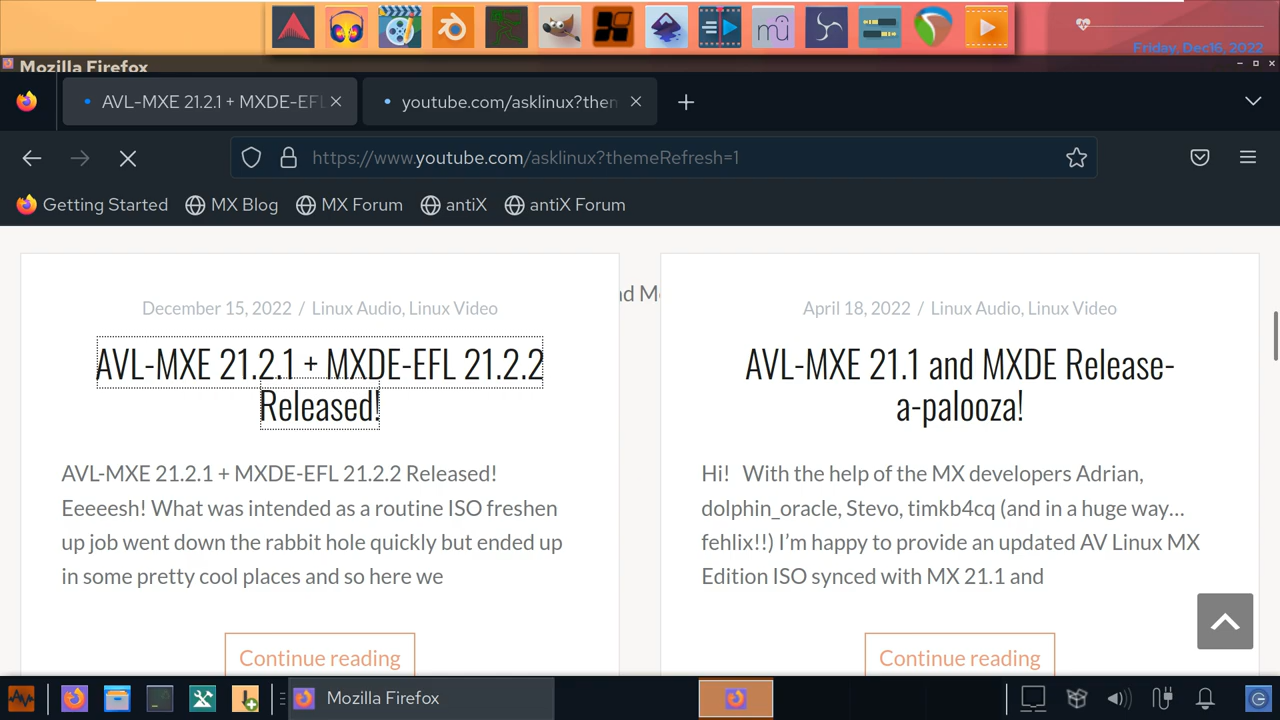 Friday, Dec16, 2022
Mozilla Firefox
AVL-MXE 21.2.1 + MXDE-EFL
youtube.com/asklinux?them
https://www.youtube.com/asklinux?themeRefresh=1
Getting Started
MX Blog
MX Forum
antiX
antiX Forum
nd Mo
December 15, 2022 / Linux Audio, Linux Video
AVL-MXE 21.2.1 + MXDE-EFL 21.2.2
Released!
AVL-MXE 21.2.1 + MXDE-EFL 21.2.2 Released!
Eeeeesh! What was intended as a routine ISO freshen
up job went down the rabbit hole quickly but ended up
in some pretty cool places and so here we
Continue reading
April 18, 2022 / Linux Audio, Linux Video
AVL-MXE 21.1 and MXDE Release-
a-palooza!
Hi! With the help of the MX developers Adrian,
dolphin_oracle, Stevo, timkb4cq (and in a huge way…
fehlix!!) I'm happy to provide an updated AV Linux MX
Edition ISO synced with MX 21.1 and
Continue reading
Mozilla Firefox